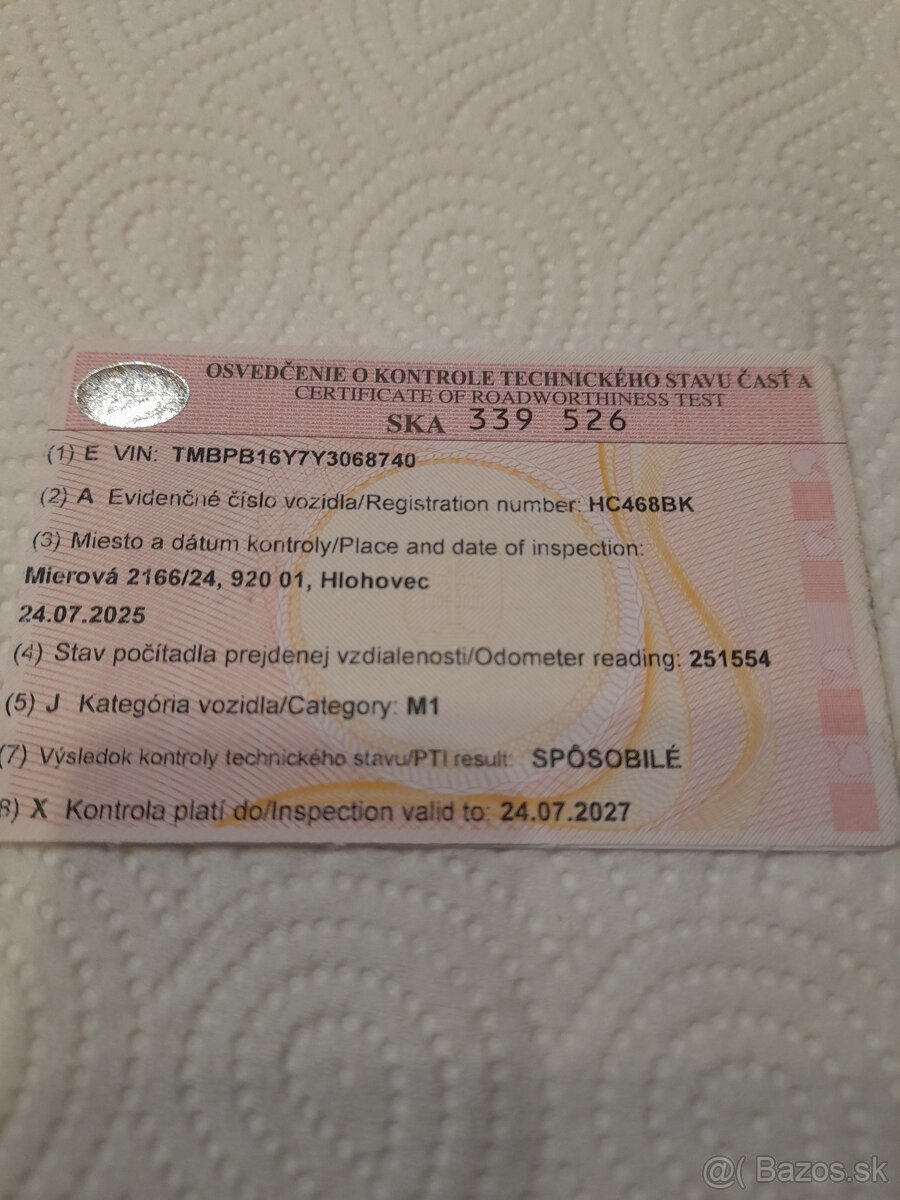 OSVEDČENIE O KONTROLE TECHNICKÉHO STAVU ČASŤ A
CERTIFICATE OF ROADWORTHINESS TEST
SKA 339 526
(1) E VIN: TMBPB16Y7Y3068740
(2) A Evidenčné číslo vozidla/Registration number: HC468BK
(3) Miesto a dátum kontroly/Place and date of inspection:
Mierová 2166/24, 920 01, Hlohovec
24.07.2025
(4) Stav počítadla prejdenej vzdialenosti/Odometer reading: 251554
(5) J Kategória vozidla/Category: M1
(7) Výsledok kontroly technického stavu/PTI result: SPÔSOBILÉ
8) X Kontrola platí do/Inspection valid to: 24.07.2027
@( Bazos.sk